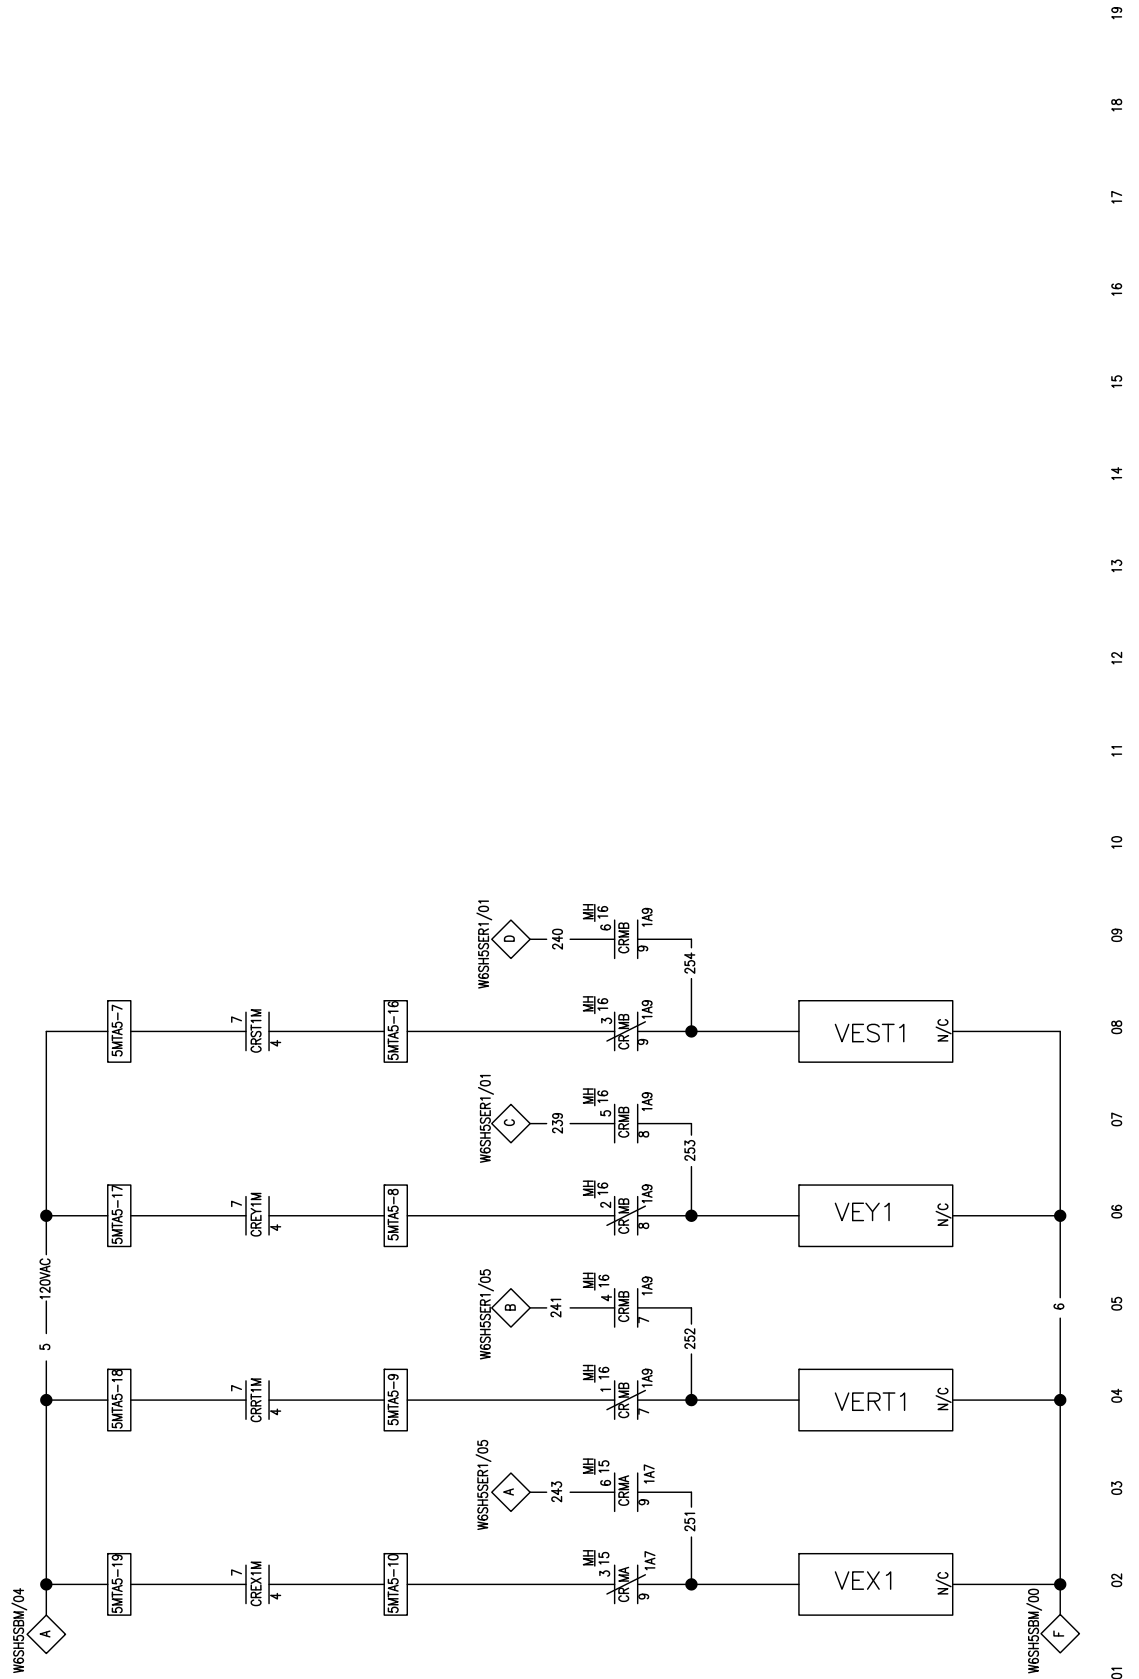 W6SH5SBM/04
A
5
120VAC
01
5MTA5-19
7
CREX1M
4
5MTA5-10
MH
3 15
CRMA
9 1A7
251
VEX1
N/C
02
W6SH5SER1/05
A
243
MH
6 15
CRMA
9 1A7
03
5MTA5-18
7
CRRT1M
4
5MTA5-9
MH
1 16
CRMB
7 1A9
252
VERT1
N/C
04
W6SH5SER1/05
B
241
MH
4 16
CRMB
7 1A9
05
5MTA5-17
7
CREY1M
4
5MTA5-8
MH
2 16
CRMB
8 1A9
253
VEY1
N/C
06
W6SH5SER1/01
C
239
MH
5 16
CRMB
8 1A9
07
5MTA5-7
7
CRST1M
4
5MTA5-16
MH
3 16
CRMB
9 1A9
254
VEST1
N/C
08
W6SH5SER1/01
D
240
MH
6 16
CRMB
9 1A9
09
W6SH5SBM/00
F
6
10
11
12
13
14
15
16
17
18
19